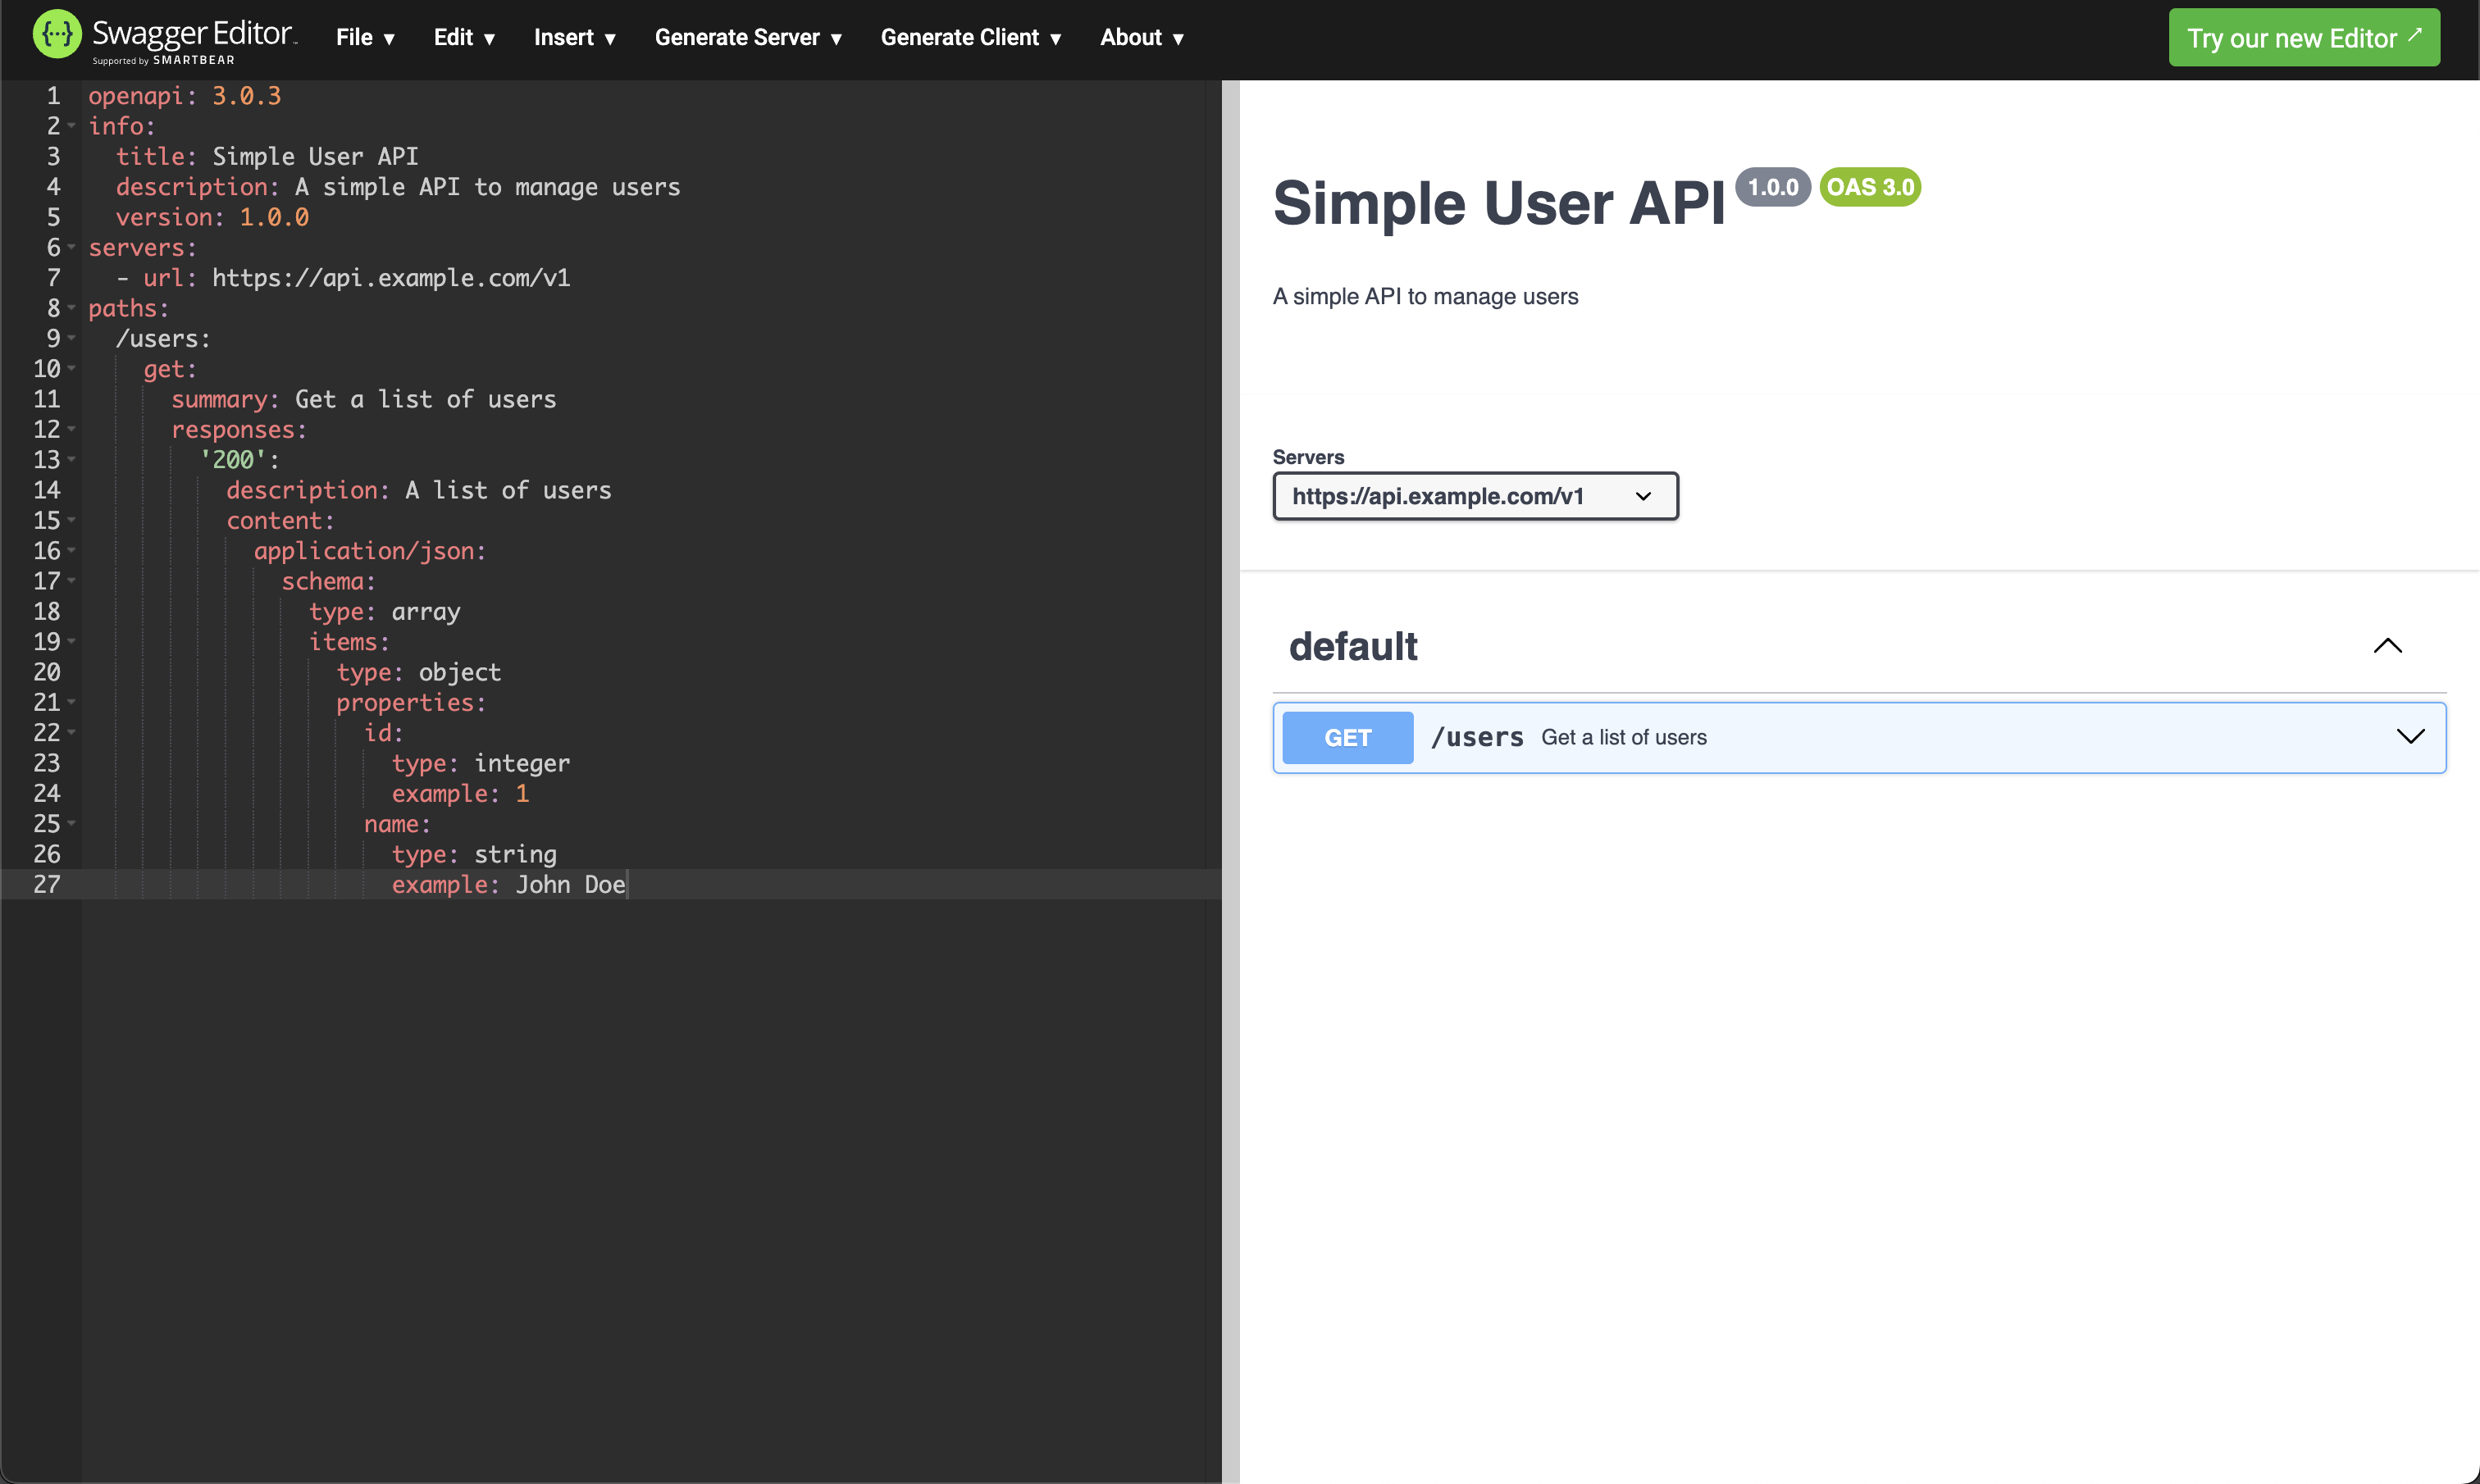 Swagger Editor
Supported by SMARTBEAR
File ▼ Edit ▼ Insert ▼ Generate Server ▼ Generate Client ▼ About ▼
Try our new Editor ↗
1 openapi: 3.0.3
2 info:
3   title: Simple User API
4   description: A simple API to manage users
5   version: 1.0.0
6 servers:
7   - url: https://api.example.com/v1
8 paths:
9   /users:
10     get:
11       summary: Get a list of users
12       responses:
13         '200':
14           description: A list of users
15           content:
16             application/json:
17               schema:
18                 type: array
19                 items:
20                   type: object
21                   properties:
22                     id:
23                       type: integer
24                       example: 1
25                     name:
26                       type: string
27                       example: John Doe
Simple User API 1.0.0 OAS 3.0
A simple API to manage users
Servers
https://api.example.com/v1
default
GET /users Get a list of users